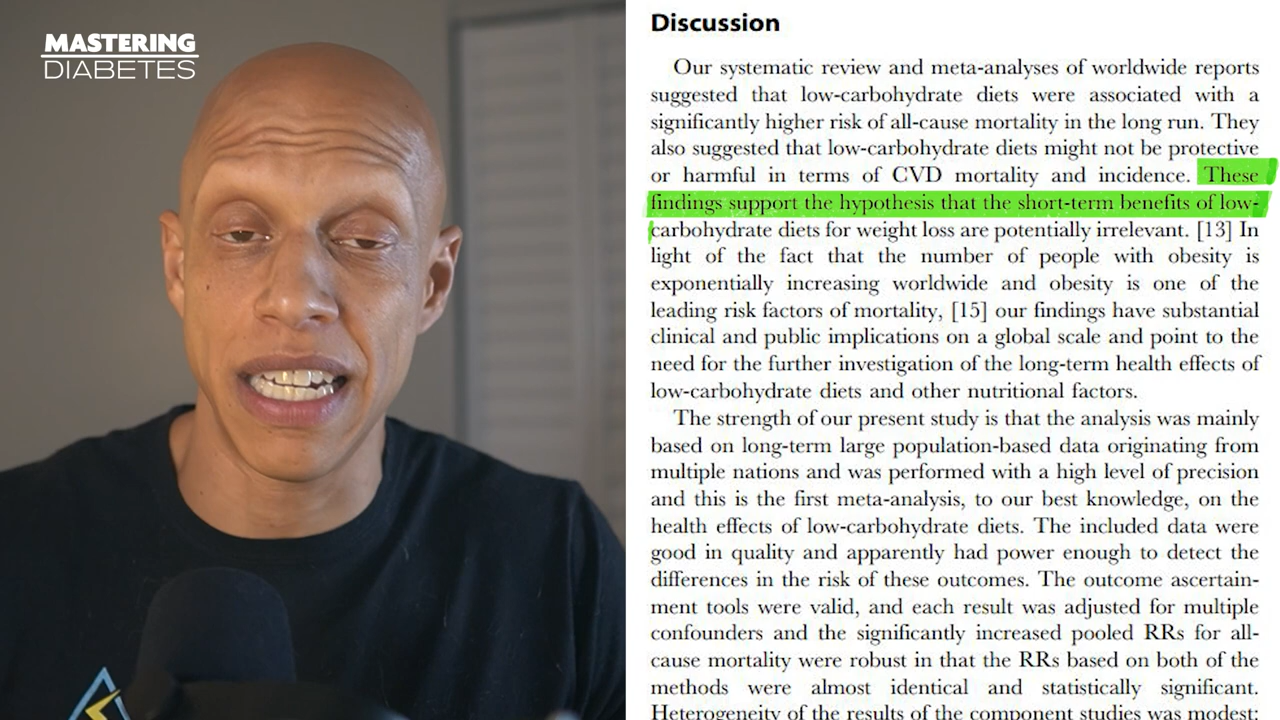 MASTERING
DIABETES
Discussion
Our systematic review and meta-analyses of worldwide reports
suggested that low-carbohydrate diets were associated with a
significantly higher risk of all-cause mortality in the long run. They
also suggested that low-carbohydrate diets might not be protective
or harmful in terms of CVD mortality and incidence. These
findings support the hypothesis that the short-term benefits of low-
carbohydrate diets for weight loss are potentially irrelevant. [13] In
light of the fact that the number of people with obesity is
exponentially increasing worldwide and obesity is one of the
leading risk factors of mortality, [15] our findings have substantial
clinical and public implications on a global scale and point to the
need for the further investigation of the long-term health effects of
low-carbohydrate diets and other nutritional factors.
The strength of our present study is that the analysis was mainly
based on long-term large population-based data originating from
multiple nations and was performed with a high level of precision
and this is the first meta-analysis, to our best knowledge, on the
health effects of low-carbohydrate diets. The included data were
good in quality and apparently had power enough to detect the
differences in the risk of these outcomes. The outcome ascertain-
ment tools were valid, and each result was adjusted for multiple
confounders and the significantly increased pooled RRs for all-
cause mortality were robust in that the RRs based on both of the
methods were almost identical and statistically significant.
Heterogeneity of the results of the component studies was modest;